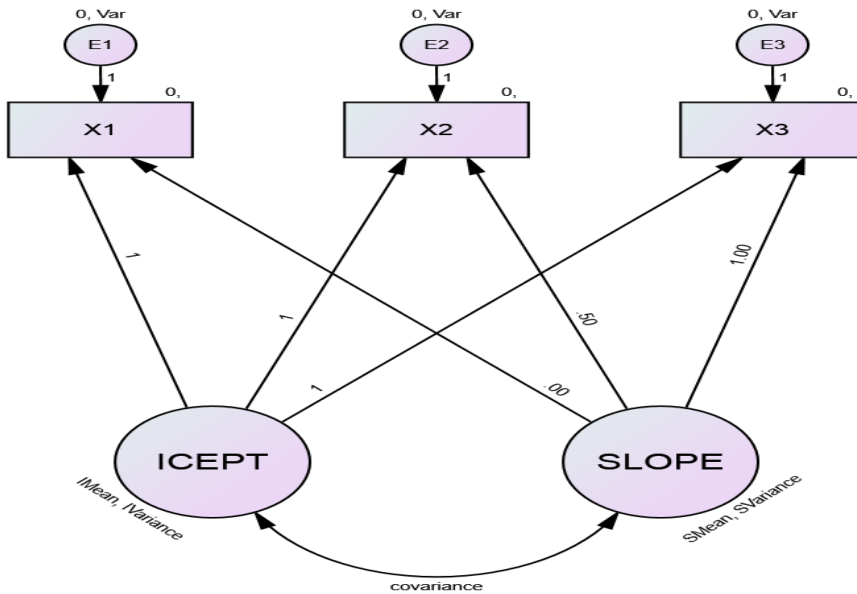 0, Var
0, Var
0, Var
E1
E2
E3
1
1
1
0,
0,
0,
X1
X2
X3
1
1
1
.00
.50
1.00
ICEPT
SLOPE
IMean, IVariance
SMean, SVariance
covariance